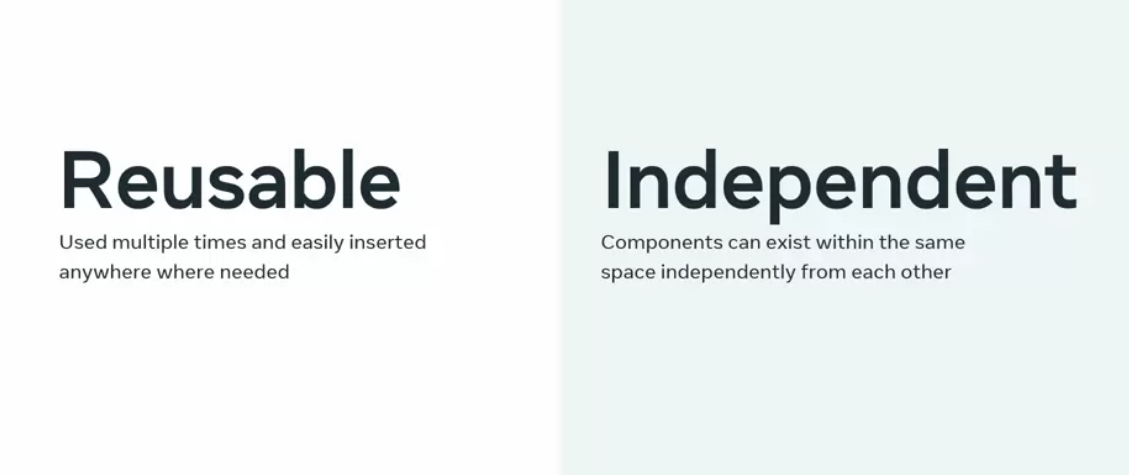 Reusable
Used multiple times and easily inserted
anywhere where needed
Independent
Components can exist within the same
space independently from each other